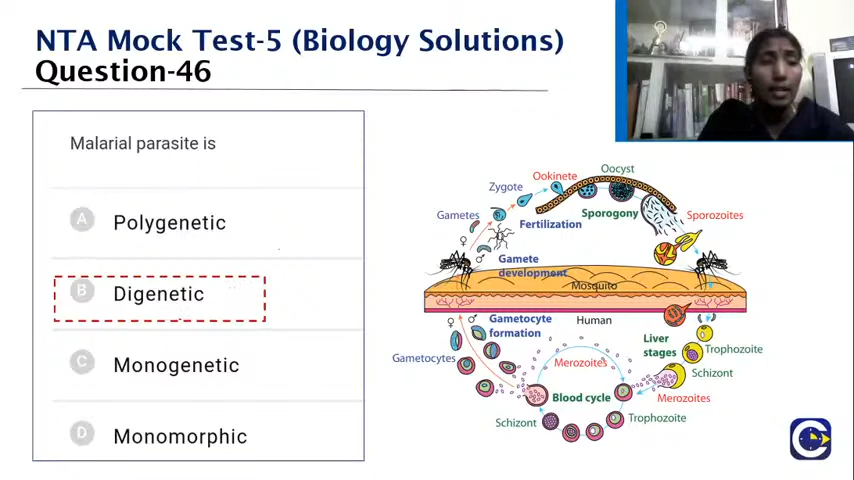 NTA Mock Test-5 (Biology Solutions)
Question-46
Malarial parasite is
A Polygenetic
B Digenetic
C Monogenetic
D Monomorphic
Oocyst
Ookinete
Zygote
Gametes
Sporogony
Sporozoites
Fertilization
Gamete
development
Mosquito
Human
Gametocyte
formation
Liver
stages
Trophozoite
Gametocytes
Merozoites
Schizont
Blood cycle
Merozoites
Schizont
Trophozoite